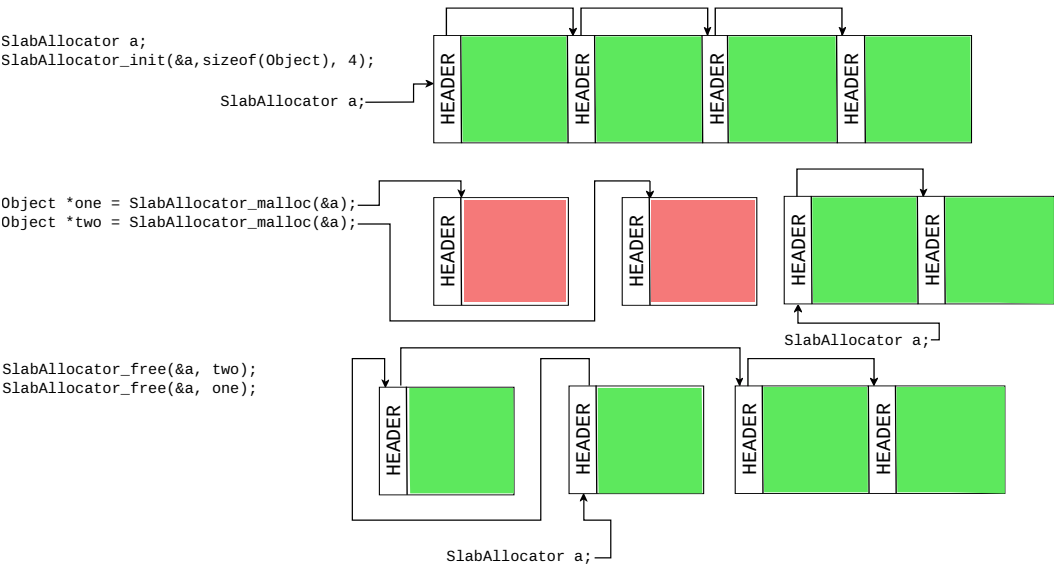 SlabAllocator a;
SlabAllocator_init(&a,sizeof(Object), 4);
SlabAllocator a;
HEADER
HEADER
HEADER
HEADER
Object *one = SlabAllocator_malloc(&a);
Object *two = SlabAllocator_malloc(&a);
HEADER
HEADER
HEADER
HEADER
SlabAllocator a;
SlabAllocator_free(&a, two);
SlabAllocator_free(&a, one);
HEADER
HEADER
HEADER
HEADER
SlabAllocator a;